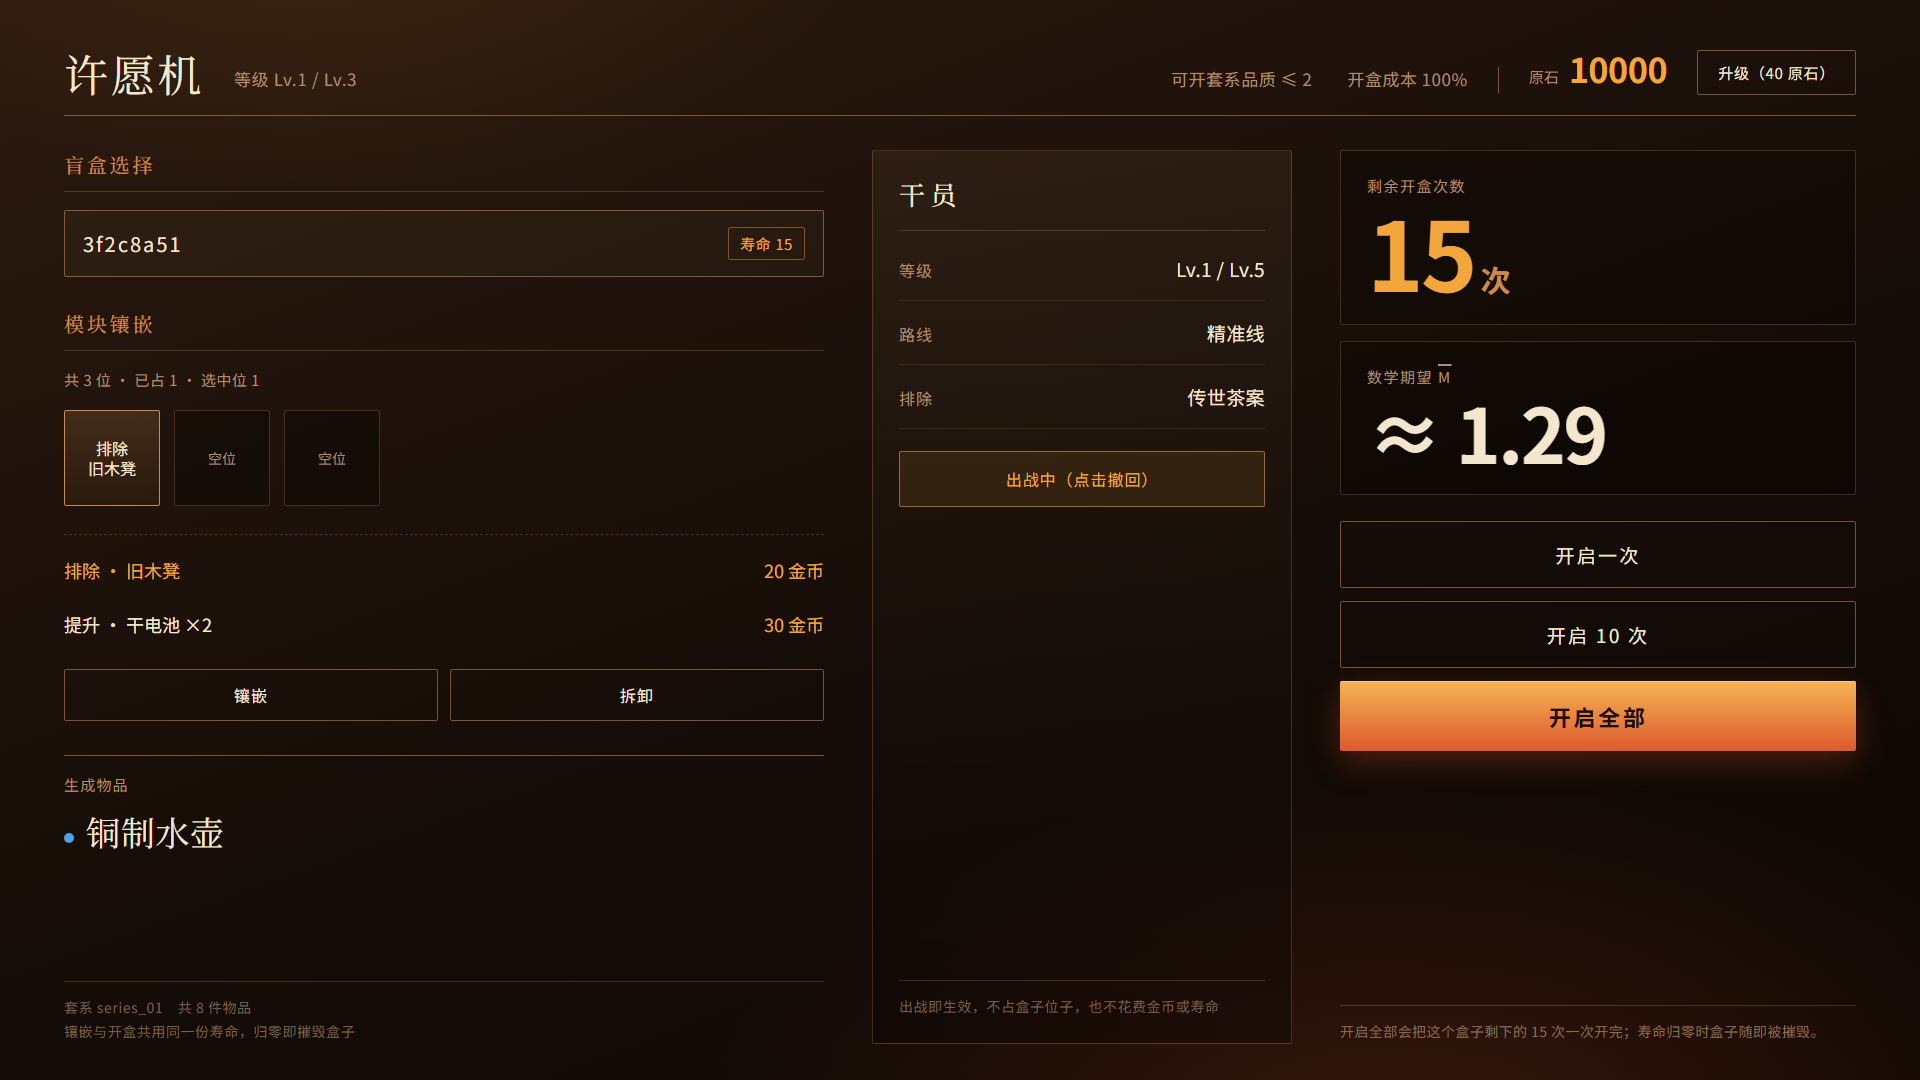 许愿机
等级 Lv.1 / Lv.3
可开套系品质 ≤ 2
开盒成本 100%
原石 10000
升级（40 原石）
盲盒选择
3f2c8a51
寿命 15
模块镶嵌
共 3 位 · 已占 1 · 选中位 1
排除
旧木凳
空位
空位
排除 · 旧木凳
20 金币
提升 · 干电池 ×2
30 金币
镶嵌
拆卸
生成物品
铜制水壶
套系 series_01 共 8 件物品
镶嵌与开盒共用同一份寿命，归零即摧毁盒子
干员
等级
Lv.1 / Lv.5
路线
精准线
排除
传世茶案
出战中（点击撤回）
出战即生效，不占盒子位子，也不花费金币或寿命
剩余开盒次数
15次
数学期望 M̅
≈ 1.29
开启一次
开启 10 次
开启全部
开启全部会把这个盒子剩下的 15 次一次开完；寿命归零时盒子随即被摧毁。